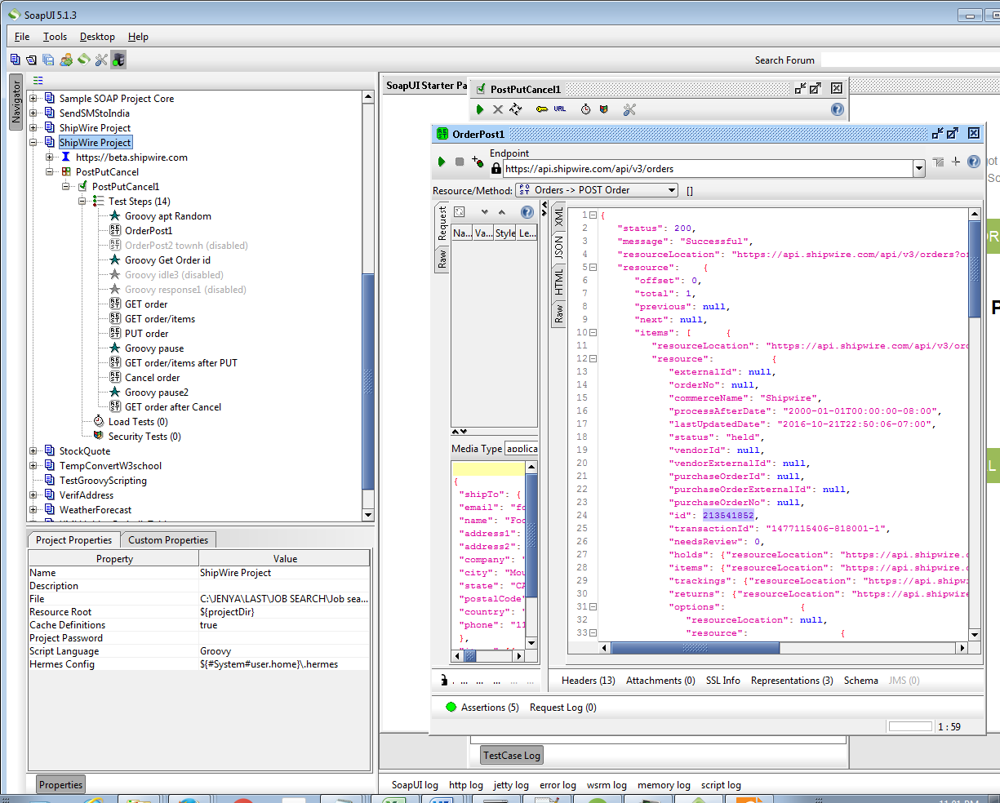 SoapUI 5.1.3
File Tools Desktop Help
Search Forum
Navigator
Sample SOAP Project Core
SendSMStoIndia
ShipWire Project
ShipWire Project
https://beta.shipwire.com
PostPutCancel
PostPutCancel1
Test Steps (14)
Groovy apt Random
OrderPost1
OrderPost2 townh (disabled)
Groovy Get Order id
Groovy idle3 (disabled)
Groovy response1 (disabled)
GET order
GET order/items
PUT order
Groovy pause
GET order/items after PUT
Cancel order
Groovy pause2
GET order after Cancel
Load Tests (0)
Security Tests (0)
StockQuote
TempConvertW3school
TestGroovyScripting
VerifAddress
WeatherForecast
Project Properties Custom Properties
Property Value
Name ShipWire Project
Description
File C:\JENYA\LAST\JOB SEARCH\Job sea...
Resource Root ${projectDir}
Cache Definitions true
Project Password
Script Language Groovy
Hermes Config ${#System#user.home}\.hermes
Properties
SoapUI Starter Pa
PostPutCancel1
URL
OrderPost1
Endpoint
https://api.shipwire.com/api/v3/orders
Resource/Method: Orders -> POST Order []
Request
Raw
Na... Va... Style Le...
Media Type applica
{
"shipTo": {
"email": "fo
"name": "Foo
"address1":
"address2":
"company": "
"city": "Mou
"state": "CA
"postalCode"
"country": "
"phone": "11
},
XML
JSON
HTML
Raw
1 {
2 "status": 200,
3 "message": "Successful",
4 "resourceLocation": "https://api.shipwire.com/api/v3/orders?o
5 "resource": {
6 "offset": 0,
7 "total": 1,
8 "previous": null,
9 "next": null,
10 "items": [ {
11 "resourceLocation": "https://api.shipwire.com/api/v3/ord
12 "resource": {
13 "externalId": null,
14 "orderNo": null,
15 "commerceName": "Shipwire",
16 "processAfterDate": "2000-01-01T00:00:00-08:00",
17 "lastUpdatedDate": "2016-10-21T22:50:06-07:00",
18 "status": "held",
19 "vendorId": null,
20 "vendorExternalId": null,
21 "purchaseOrderId": null,
22 "purchaseOrderExternalId": null,
23 "purchaseOrderNo": null,
24 "id": 213541852,
25 "transactionId": "1477115406-818001-1",
26 "needsReview": 0,
27 "holds": {"resourceLocation": "https://api.shipwire.c
28 "items": {"resourceLocation": "https://api.shipwire.c
29 "trackings": {"resourceLocation": "https://api.shipwi
30 "returns": {"resourceLocation": "https://api.shipwire
31 "options": {
32 "resourceLocation": null,
33 "resource": {
Headers (13) Attachments (0) SSL Info Representations (3) Schema JMS (0)
Assertions (5) Request Log (0)
1 : 59
TestCase Log
SoapUI log http log jetty log error log wsrm log memory log script log